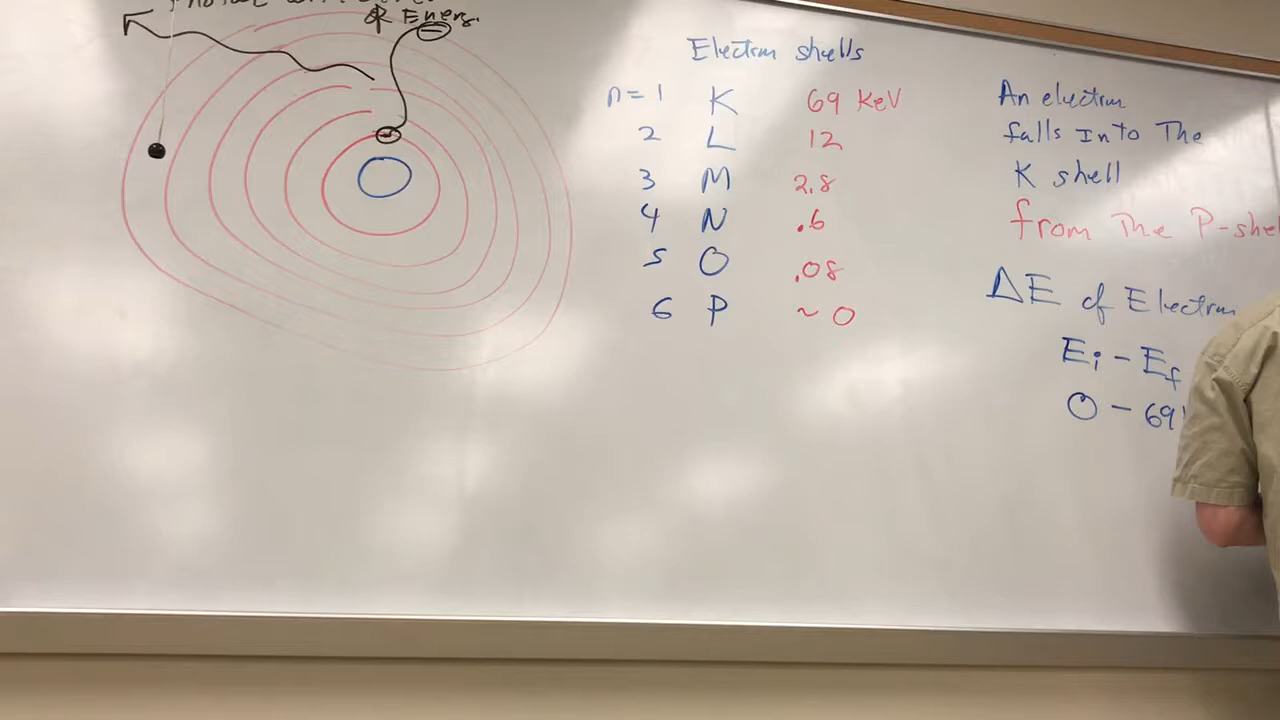 & Energ.
Electron shells
n=1 K 69 KeV
2 L 12
3 M 2.8
4 N .6
5 O .08
6 P ~ 0
An electron
falls Into The
K shell
from The P-she
ΔE of Electron
Ei - Ef
0 - 69